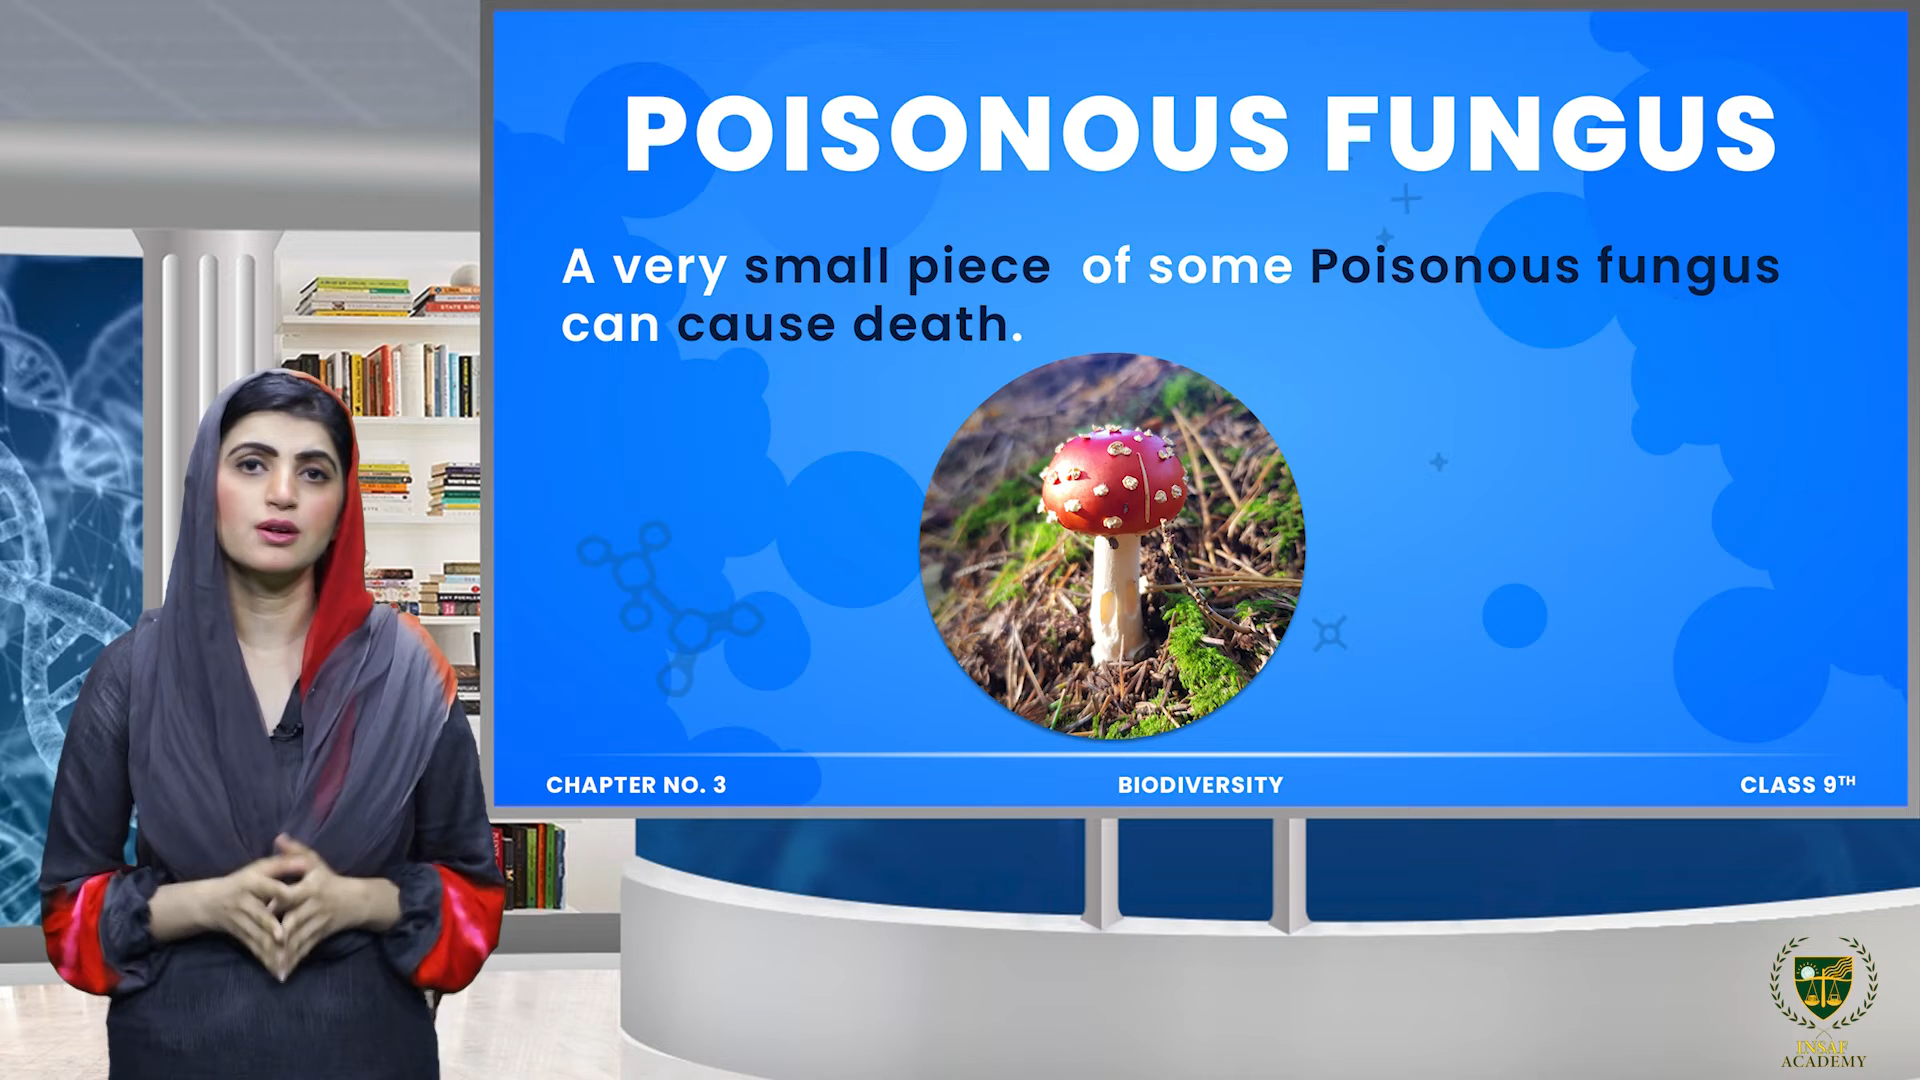 POISONOUS FUNGUS
A very small piece of some Poisonous fungus
can cause death.
CHAPTER NO. 3
BIODIVERSITY
CLASS 9TH
INSAF
ACADEMY